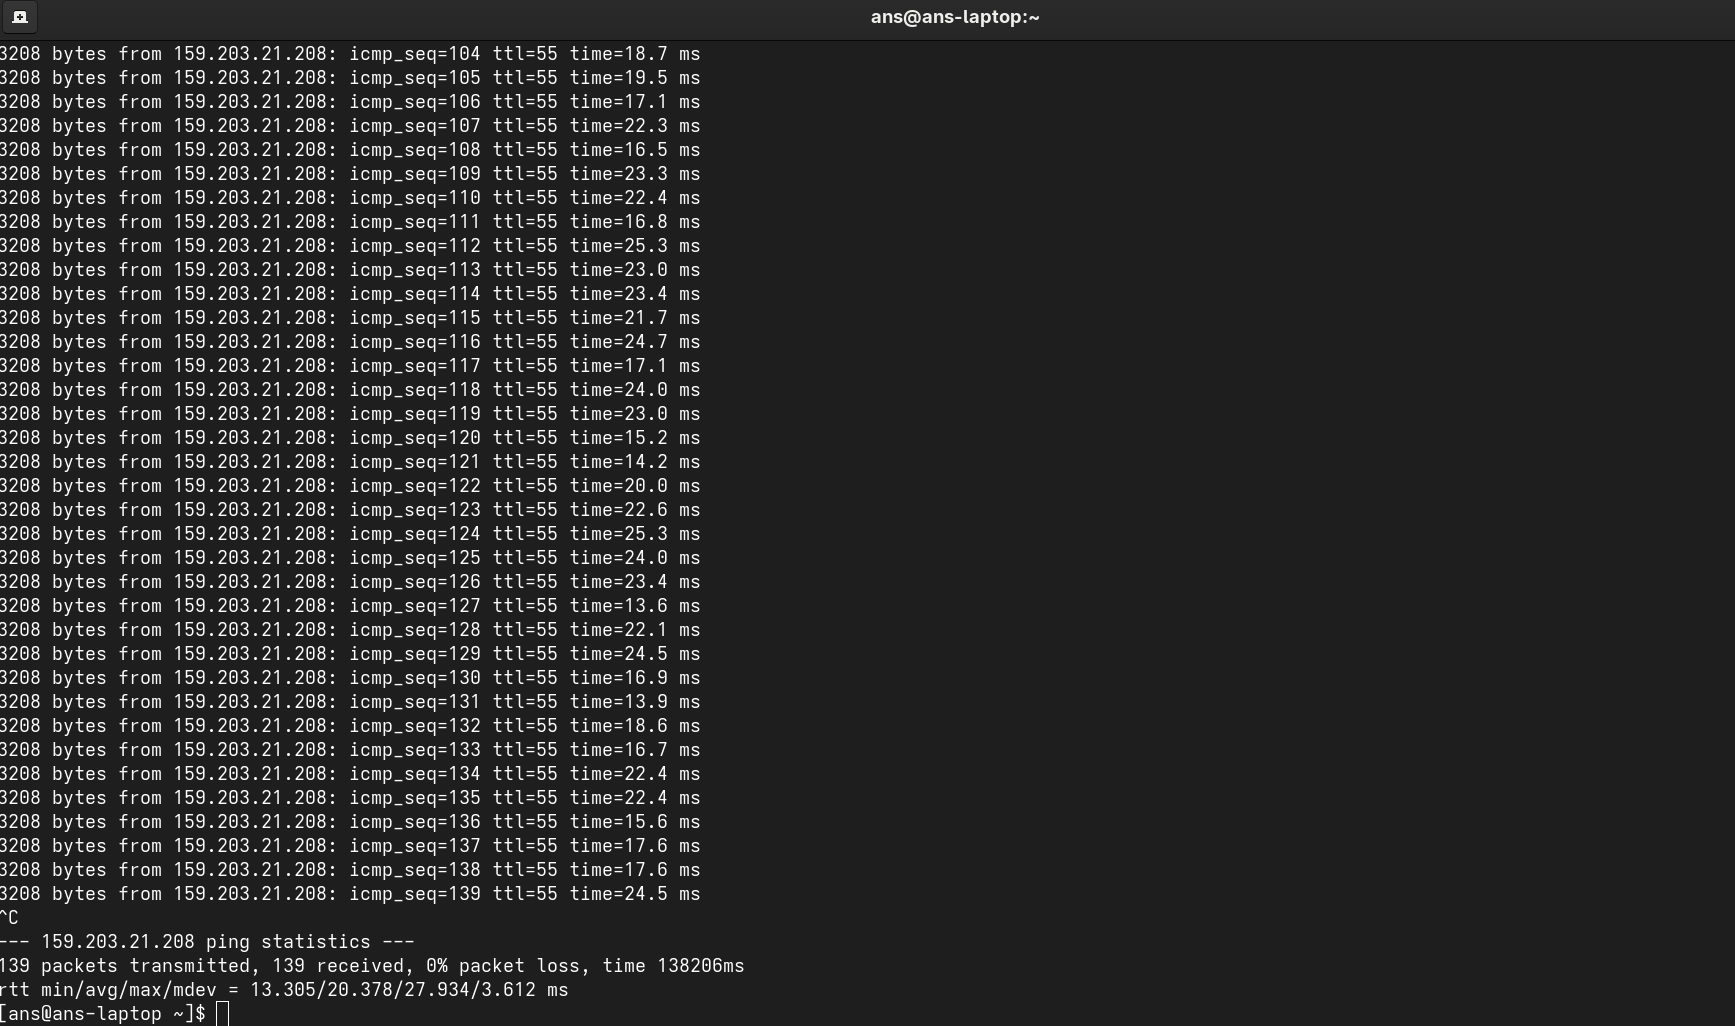 ans@ans-laptop:~
3208 bytes from 159.203.21.208: icmp_seq=104 ttl=55 time=18.7 ms
3208 bytes from 159.203.21.208: icmp_seq=105 ttl=55 time=19.5 ms
3208 bytes from 159.203.21.208: icmp_seq=106 ttl=55 time=17.1 ms
3208 bytes from 159.203.21.208: icmp_seq=107 ttl=55 time=22.3 ms
3208 bytes from 159.203.21.208: icmp_seq=108 ttl=55 time=16.5 ms
3208 bytes from 159.203.21.208: icmp_seq=109 ttl=55 time=23.3 ms
3208 bytes from 159.203.21.208: icmp_seq=110 ttl=55 time=22.4 ms
3208 bytes from 159.203.21.208: icmp_seq=111 ttl=55 time=16.8 ms
3208 bytes from 159.203.21.208: icmp_seq=112 ttl=55 time=25.3 ms
3208 bytes from 159.203.21.208: icmp_seq=113 ttl=55 time=23.0 ms
3208 bytes from 159.203.21.208: icmp_seq=114 ttl=55 time=23.4 ms
3208 bytes from 159.203.21.208: icmp_seq=115 ttl=55 time=21.7 ms
3208 bytes from 159.203.21.208: icmp_seq=116 ttl=55 time=24.7 ms
3208 bytes from 159.203.21.208: icmp_seq=117 ttl=55 time=17.1 ms
3208 bytes from 159.203.21.208: icmp_seq=118 ttl=55 time=24.0 ms
3208 bytes from 159.203.21.208: icmp_seq=119 ttl=55 time=23.0 ms
3208 bytes from 159.203.21.208: icmp_seq=120 ttl=55 time=15.2 ms
3208 bytes from 159.203.21.208: icmp_seq=121 ttl=55 time=14.2 ms
3208 bytes from 159.203.21.208: icmp_seq=122 ttl=55 time=20.0 ms
3208 bytes from 159.203.21.208: icmp_seq=123 ttl=55 time=22.6 ms
3208 bytes from 159.203.21.208: icmp_seq=124 ttl=55 time=25.3 ms
3208 bytes from 159.203.21.208: icmp_seq=125 ttl=55 time=24.0 ms
3208 bytes from 159.203.21.208: icmp_seq=126 ttl=55 time=23.4 ms
3208 bytes from 159.203.21.208: icmp_seq=127 ttl=55 time=13.6 ms
3208 bytes from 159.203.21.208: icmp_seq=128 ttl=55 time=22.1 ms
3208 bytes from 159.203.21.208: icmp_seq=129 ttl=55 time=24.5 ms
3208 bytes from 159.203.21.208: icmp_seq=130 ttl=55 time=16.9 ms
3208 bytes from 159.203.21.208: icmp_seq=131 ttl=55 time=13.9 ms
3208 bytes from 159.203.21.208: icmp_seq=132 ttl=55 time=18.6 ms
3208 bytes from 159.203.21.208: icmp_seq=133 ttl=55 time=16.7 ms
3208 bytes from 159.203.21.208: icmp_seq=134 ttl=55 time=22.4 ms
3208 bytes from 159.203.21.208: icmp_seq=135 ttl=55 time=22.4 ms
3208 bytes from 159.203.21.208: icmp_seq=136 ttl=55 time=15.6 ms
3208 bytes from 159.203.21.208: icmp_seq=137 ttl=55 time=17.6 ms
3208 bytes from 159.203.21.208: icmp_seq=138 ttl=55 time=17.6 ms
3208 bytes from 159.203.21.208: icmp_seq=139 ttl=55 time=24.5 ms
^C
--- 159.203.21.208 ping statistics ---
139 packets transmitted, 139 received, 0% packet loss, time 138206ms
rtt min/avg/max/mdev = 13.305/20.378/27.934/3.612 ms
[ans@ans-laptop ~]$